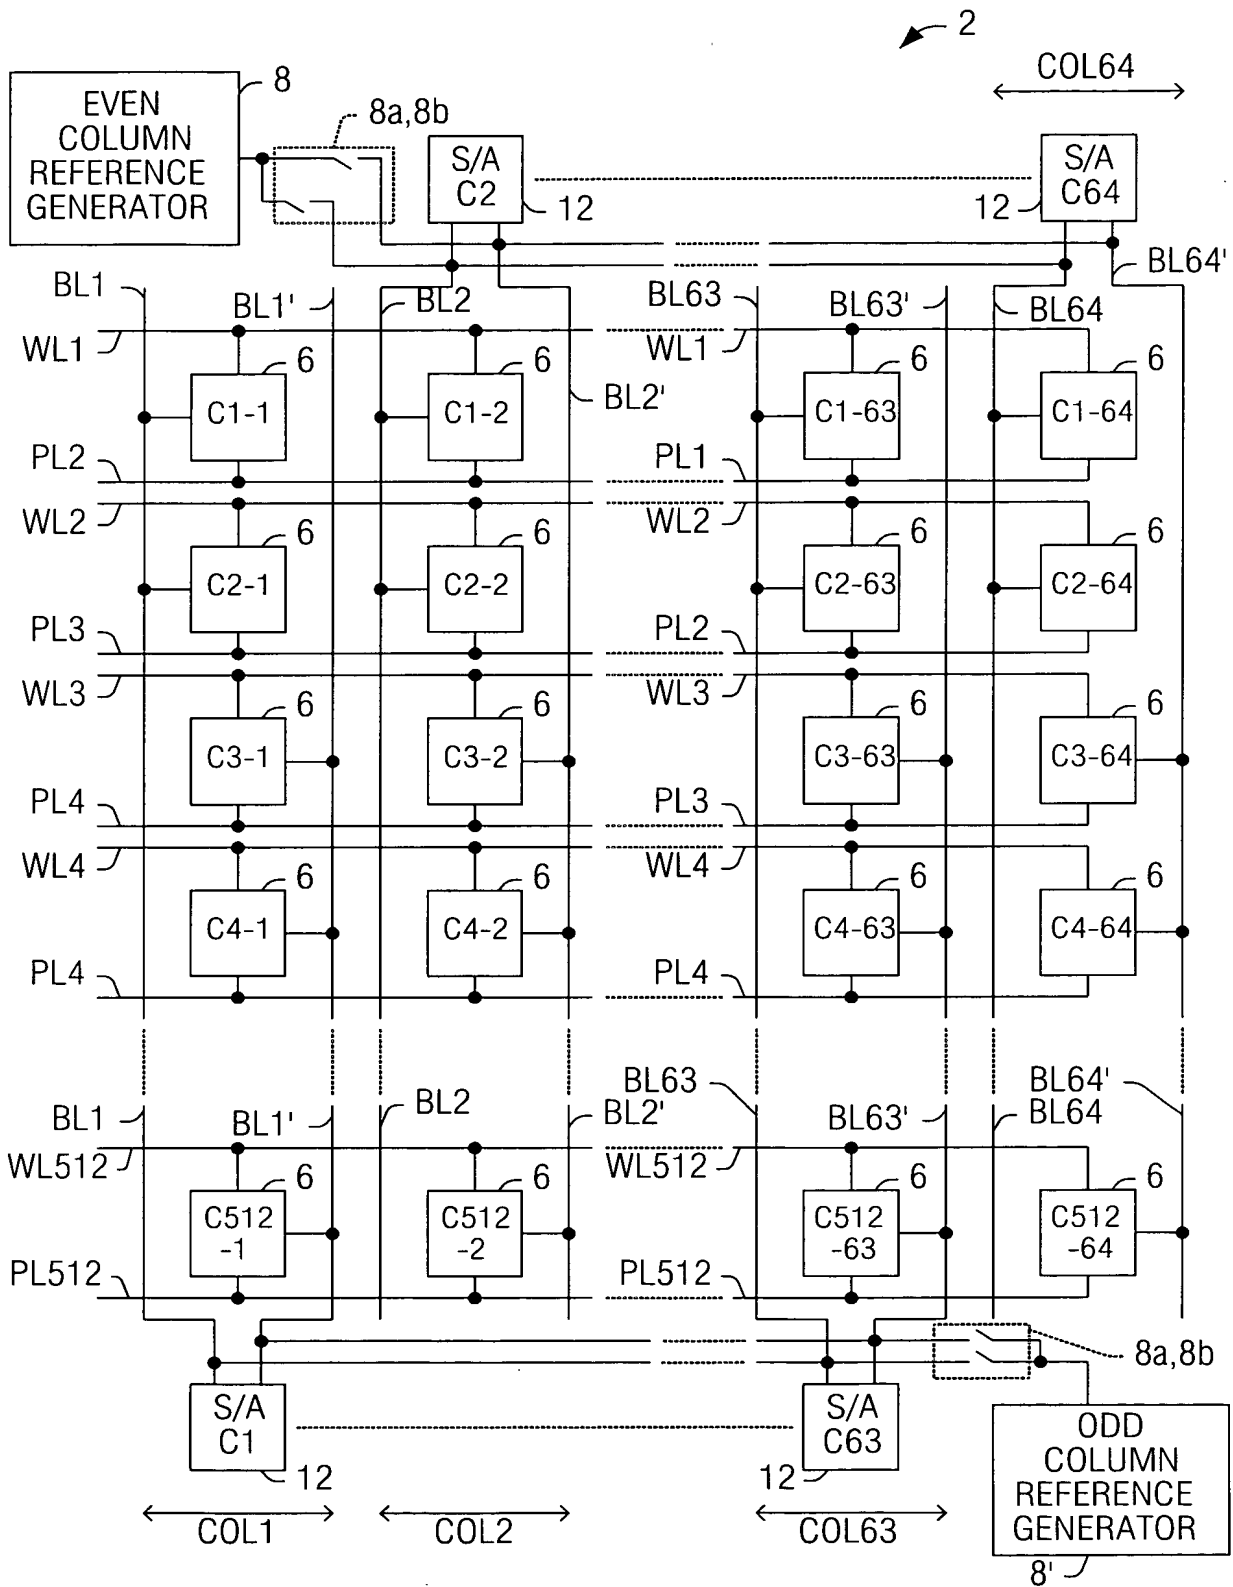 2
COL64
8
EVEN
COLUMN
REFERENCE
GENERATOR
8a,8b
S/A
C2
12
S/A
C64
12
BL1
BL1'
BL2
BL63
BL63'
BL64
BL64'
WL1
6
6
WL1
6
6
C1-1
C1-2
BL2'
C1-63
C1-64
PL2
PL1
WL2
6
6
WL2
6
6
C2-1
C2-2
C2-63
C2-64
PL3
PL2
WL3
6
6
WL3
6
6
C3-1
C3-2
C3-63
C3-64
PL4
PL3
WL4
6
6
WL4
6
6
C4-1
C4-2
C4-63
C4-64
PL4
PL4
BL1
BL1'
BL2
BL2'
BL63
BL63'
BL64
BL64'
WL512
6
6
WL512
6
6
C512
-1
C512
-2
C512
-63
C512
-64
PL512
PL512
8a,8b
S/A
C1
12
S/A
C63
12
ODD
COLUMN
REFERENCE
GENERATOR
8'
COL1
COL2
COL63